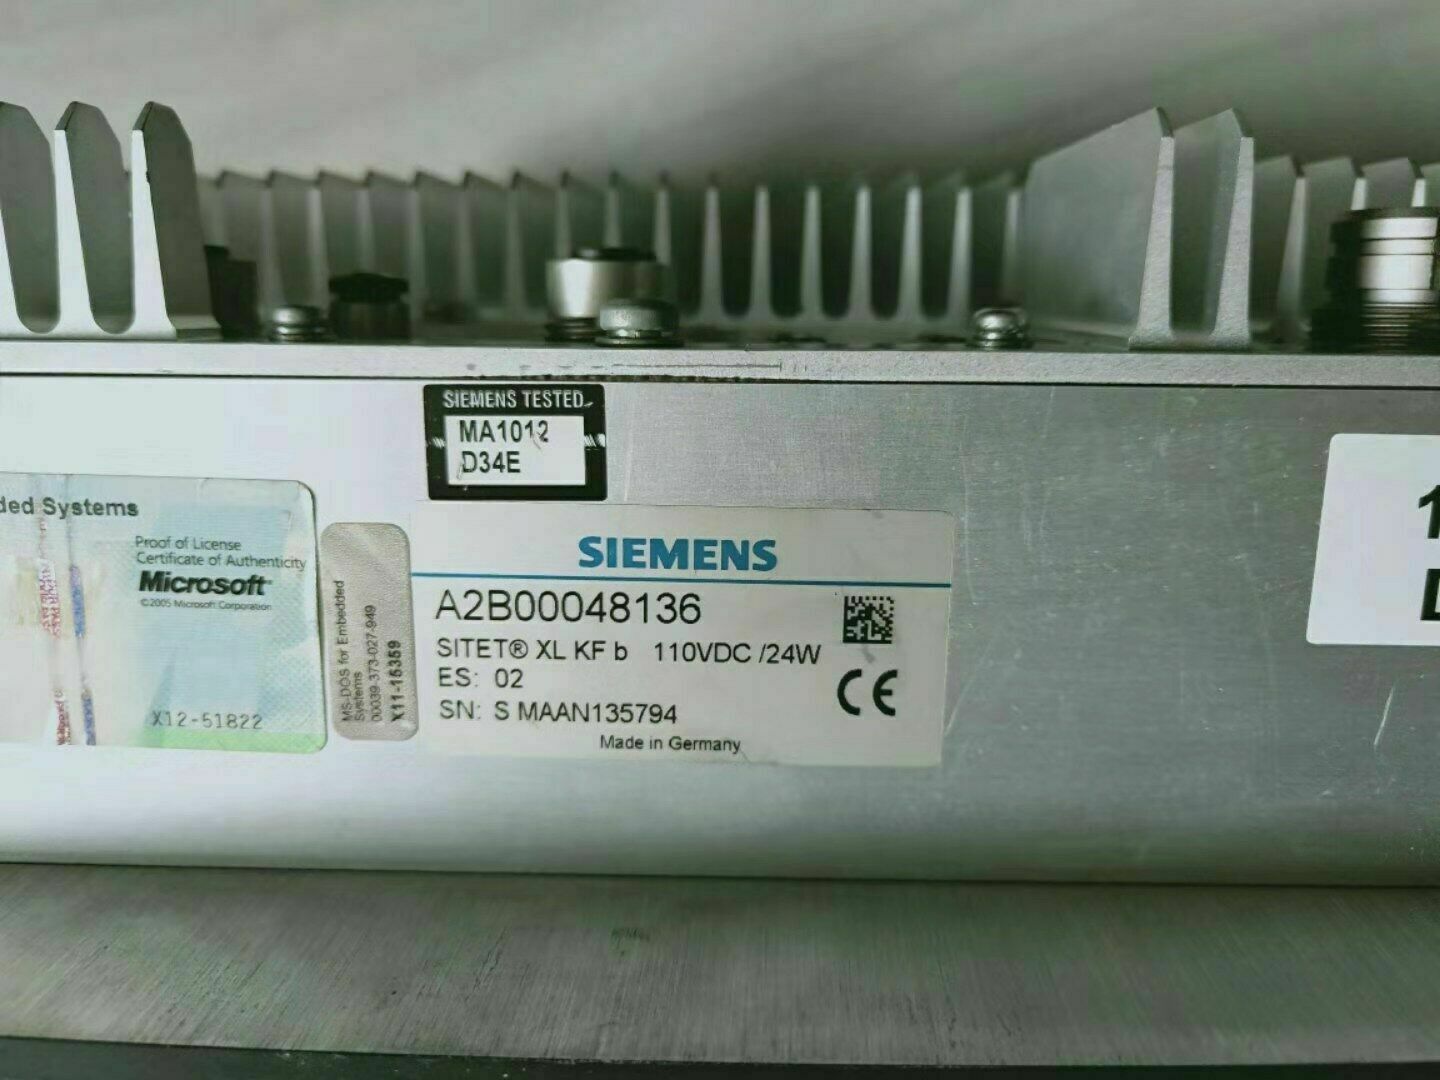 SIEMENS TESTED
MA1012
D34E
ded Systems
Proof of License
Certificate of Authenticity
Microsoft
©2005 Microsoft Corporation
X12-51822
MS-DOS for Embedded
Systems
00039-373-027-949
X11-15359
SIEMENS
A2B00048136
SITET® XL KF b 110VDC /24W
ES: 02
SN: S MAAN135794
CE
Made in Germany
1